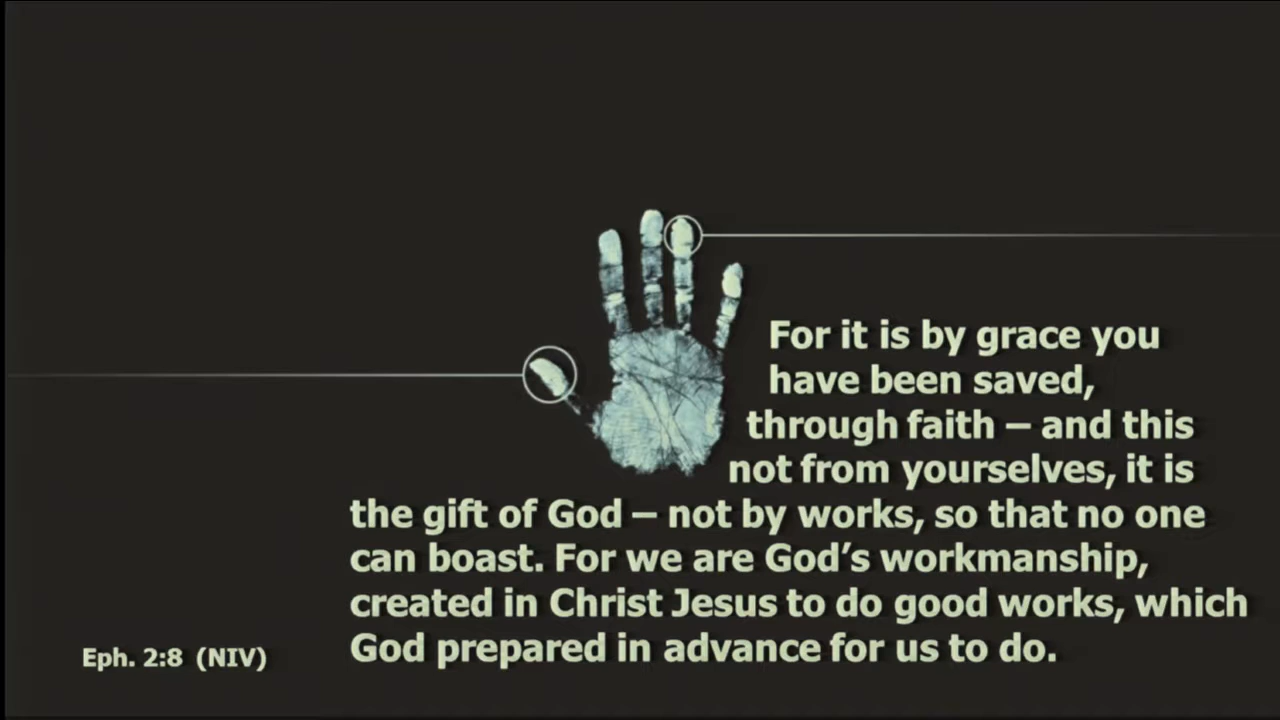 For it is by grace you
have been saved,
through faith – and this
not from yourselves, it is
the gift of God – not by works, so that no one
can boast. For we are God’s workmanship,
created in Christ Jesus to do good works, which
God prepared in advance for us to do.
Eph. 2:8 (NIV)